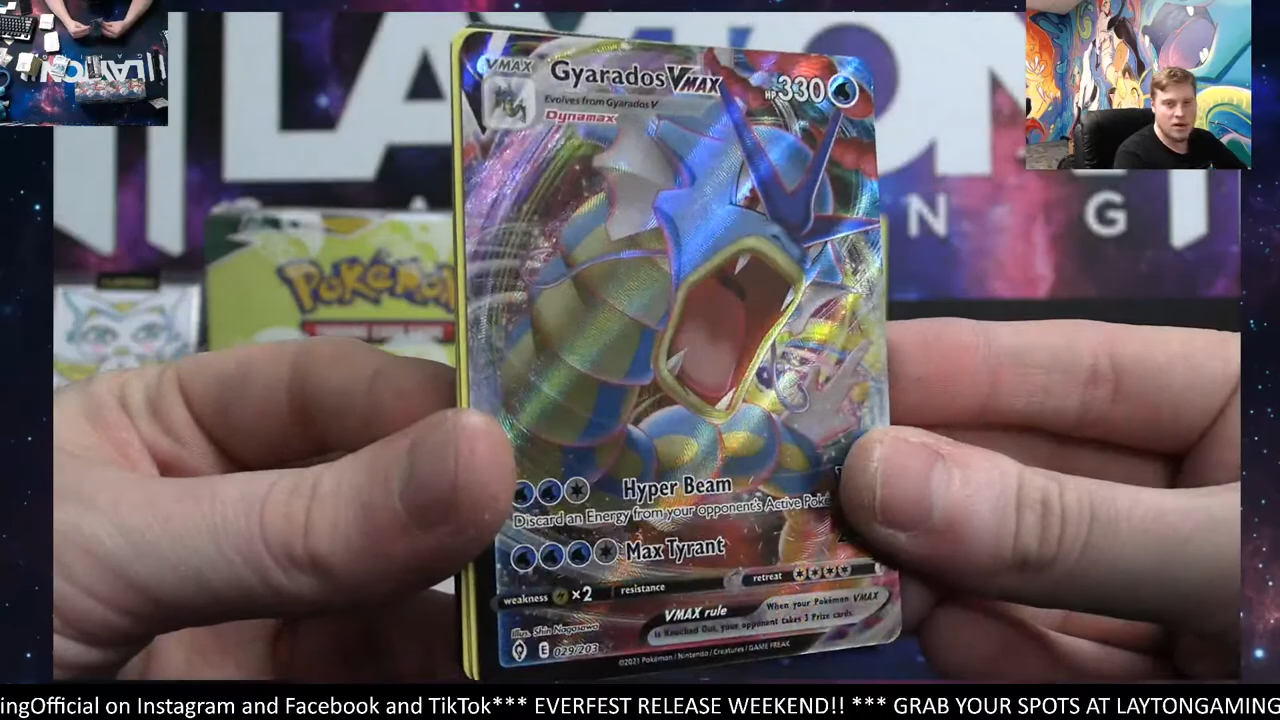 VMAX Gyarados VMAX HP 330
Evolves from Gyarados V
Dynamax
N G
POKéMON
Hyper Beam
Discard an Energy from your opponent's Active
Max Tyrant
weakness ×2 resistance retreat
VMAX rule When your Pokémon VMAX
is Knocked Out, your opponent takes 3 Prize cards.
Illus. Shin Nagasawa
E 029/203
©2021 Pokémon / Nintendo / Creatures / GAME FREAK
ingOfficial on Instagram and Facebook and TikTok*** EVERFEST RELEASE WEEKEND!! *** GRAB YOUR SPOTS AT LAYTONGAMING